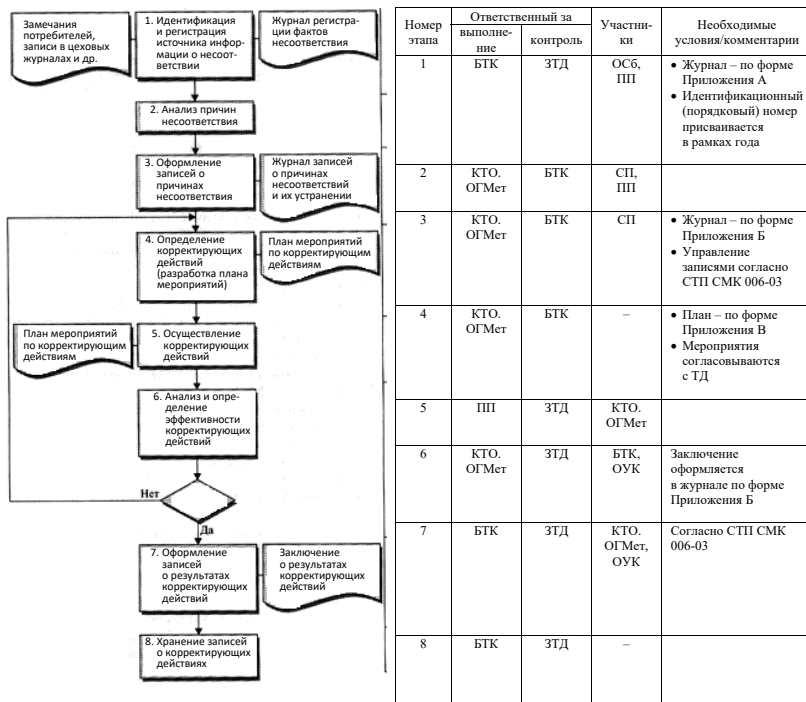 Замечания
потребителей,
записи в цеховых
журналах и др.
1. Идентификация
и регистрация
источника инфор-
мации о несоот-
ветствии
Журнал регистра-
ции фактов
несоответствия
2. Анализ причин
несоответствия
3. Оформление
записей о
причинах
несоответствия
Журнал записей
о причинах
несоответствий
и их устранении
4. Определение
корректирующих
действий
(разработка плана
мероприятий)
План мероприятий
по корректирующим
действиям
План мероприятий
по корректирующим
действиям
5. Осуществление
корректирующих
действий
6. Анализ и опре-
деление
эффективности
корректирующих
действий
Нет
Да
7. Оформление
записей
о результатах
корректирующих
действий
Заключение
о результатах
корректирующих
действий
8. Хранение записей
о корректирующих
действиях
Номер
этапа
Ответственный за
выполне-
ние
контроль
Участни-
ки
Необходимые
условия/комментарии
1
БТК
ЗТД
ОСб,
ПП
• Журнал – по форме
Приложения А
• Идентификационный
(порядковый) номер
присваивается
в рамках года
2
КТО.
ОГМет
БТК
СП,
ПП
3
КТО.
ОГМет
БТК
СП
• Журнал – по форме
Приложения Б
• Управление
записями согласно
СТП СМК 006-03
4
КТО.
ОГМет
БТК
–
• План – по форме
Приложения В
• Мероприятия
согласовываются
с ТД
5
ПП
ЗТД
КТО.
ОГМет
6
КТО.
ОГМет
ЗТД
БТК,
ОУК
Заключение
оформляется
в журнале по форме
Приложения Б
7
БТК
ЗТД
КТО.
ОГМет,
ОУК
Согласно СТП СМК
006-03
8
БТК
ЗТД
–